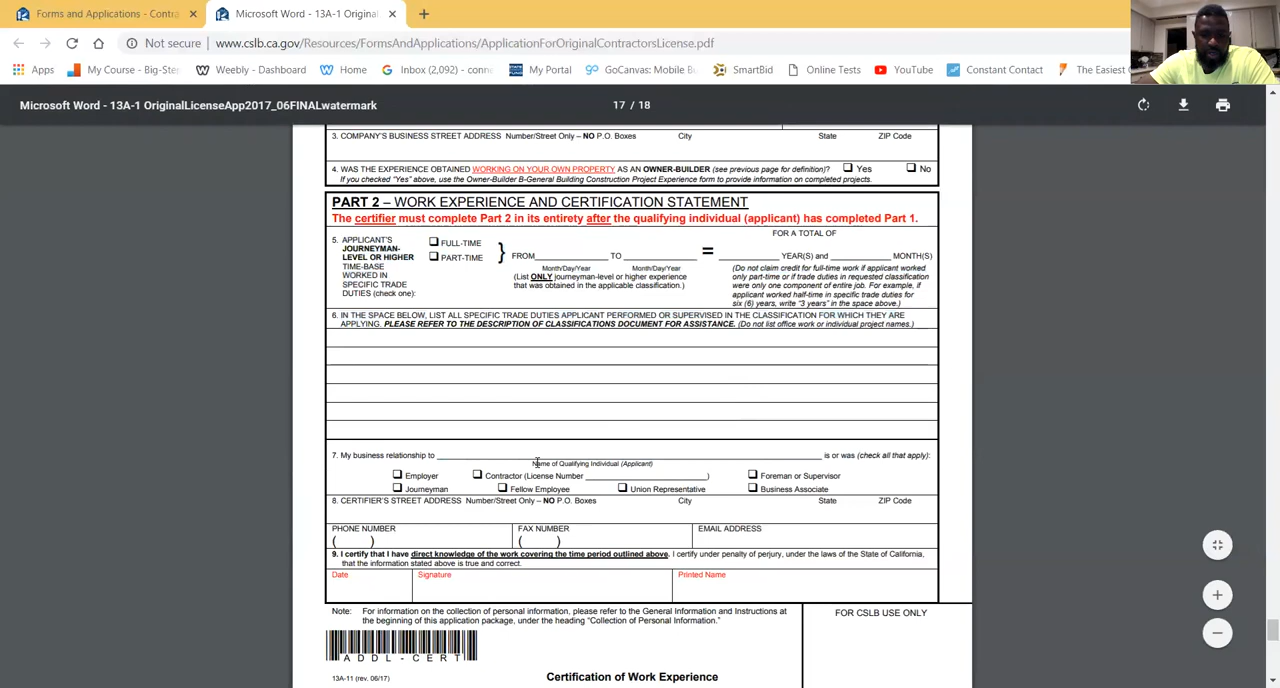 Forms and Applications - Contra
Microsoft Word - 13A-1 Original
Not secure
www.cslb.ca.gov/Resources/FormsAndApplications/ApplicationForOriginalContractorsLicense.pdf
Apps
My Course - Big-Ste
Weebly - Dashboard
Home
Inbox (2,092) - conne
My Portal
GoCanvas: Mobile Bu
SmartBid
Online Tests
YouTube
Constant Contact
The Easiest
Microsoft Word - 13A-1 OriginalLicenseApp2017_06FINALwatermark
17 / 18
3. COMPANY'S BUSINESS STREET ADDRESS Number/Street Only – NO P.O. Boxes City State ZIP Code
4. WAS THE EXPERIENCE OBTAINED WORKING ON YOUR OWN PROPERTY AS AN OWNER-BUILDER (see previous page for definition)? Yes No
If you checked "Yes" above, use the Owner-Builder B-General Building Construction Project Experience form to provide information on completed projects.
PART 2 – WORK EXPERIENCE AND CERTIFICATION STATEMENT
The certifier must complete Part 2 in its entirety after the qualifying individual (applicant) has completed Part 1.
5. APPLICANT'S
JOURNEYMAN-
LEVEL OR HIGHER
TIME-BASE
WORKED IN
SPECIFIC TRADE
DUTIES (check one):
FULL-TIME
PART-TIME
}
FROM______________ TO ______________
Month/Day/Year Month/Day/Year
(List ONLY journeyman-level or higher experience
that was obtained in the applicable classification.)
=
FOR A TOTAL OF
____________ YEAR(S) and ____________ MONTH(S)
(Do not claim credit for full-time work if applicant worked
only part-time or if trade duties in requested classification
were only one component of entire job. For example, if
applicant worked half-time in specific trade duties for
six (6) years, write "3 years" in the space above.)
6. IN THE SPACE BELOW, LIST ALL SPECIFIC TRADE DUTIES APPLICANT PERFORMED OR SUPERVISED IN THE CLASSIFICATION FOR WHICH THEY ARE
APPLYING. PLEASE REFER TO THE DESCRIPTION OF CLASSIFICATIONS DOCUMENT FOR ASSISTANCE. (Do not list office work or individual project names.)
7. My business relationship to ____________________ is or was (check all that apply):
Name of Qualifying Individual (Applicant)
Employer Contractor (License Number ____________________) Foreman or Supervisor
Journeyman Fellow Employee Union Representative Business Associate
8. CERTIFIER'S STREET ADDRESS Number/Street Only – NO P.O. Boxes City State ZIP Code
PHONE NUMBER FAX NUMBER EMAIL ADDRESS
( ) ( )
9. I certify that I have direct knowledge of the work covering the time period outlined above. I certify under penalty of perjury, under the laws of the State of California,
that the information stated above is true and correct.
Date Signature Printed Name
Note: For information on the collection of personal information, please refer to the General Information and Instructions at
the beginning of this application package, under the heading "Collection of Personal Information."
FOR CSLB USE ONLY
ADDL-CERT
13A-11 (rev. 06/17)
Certification of Work Experience